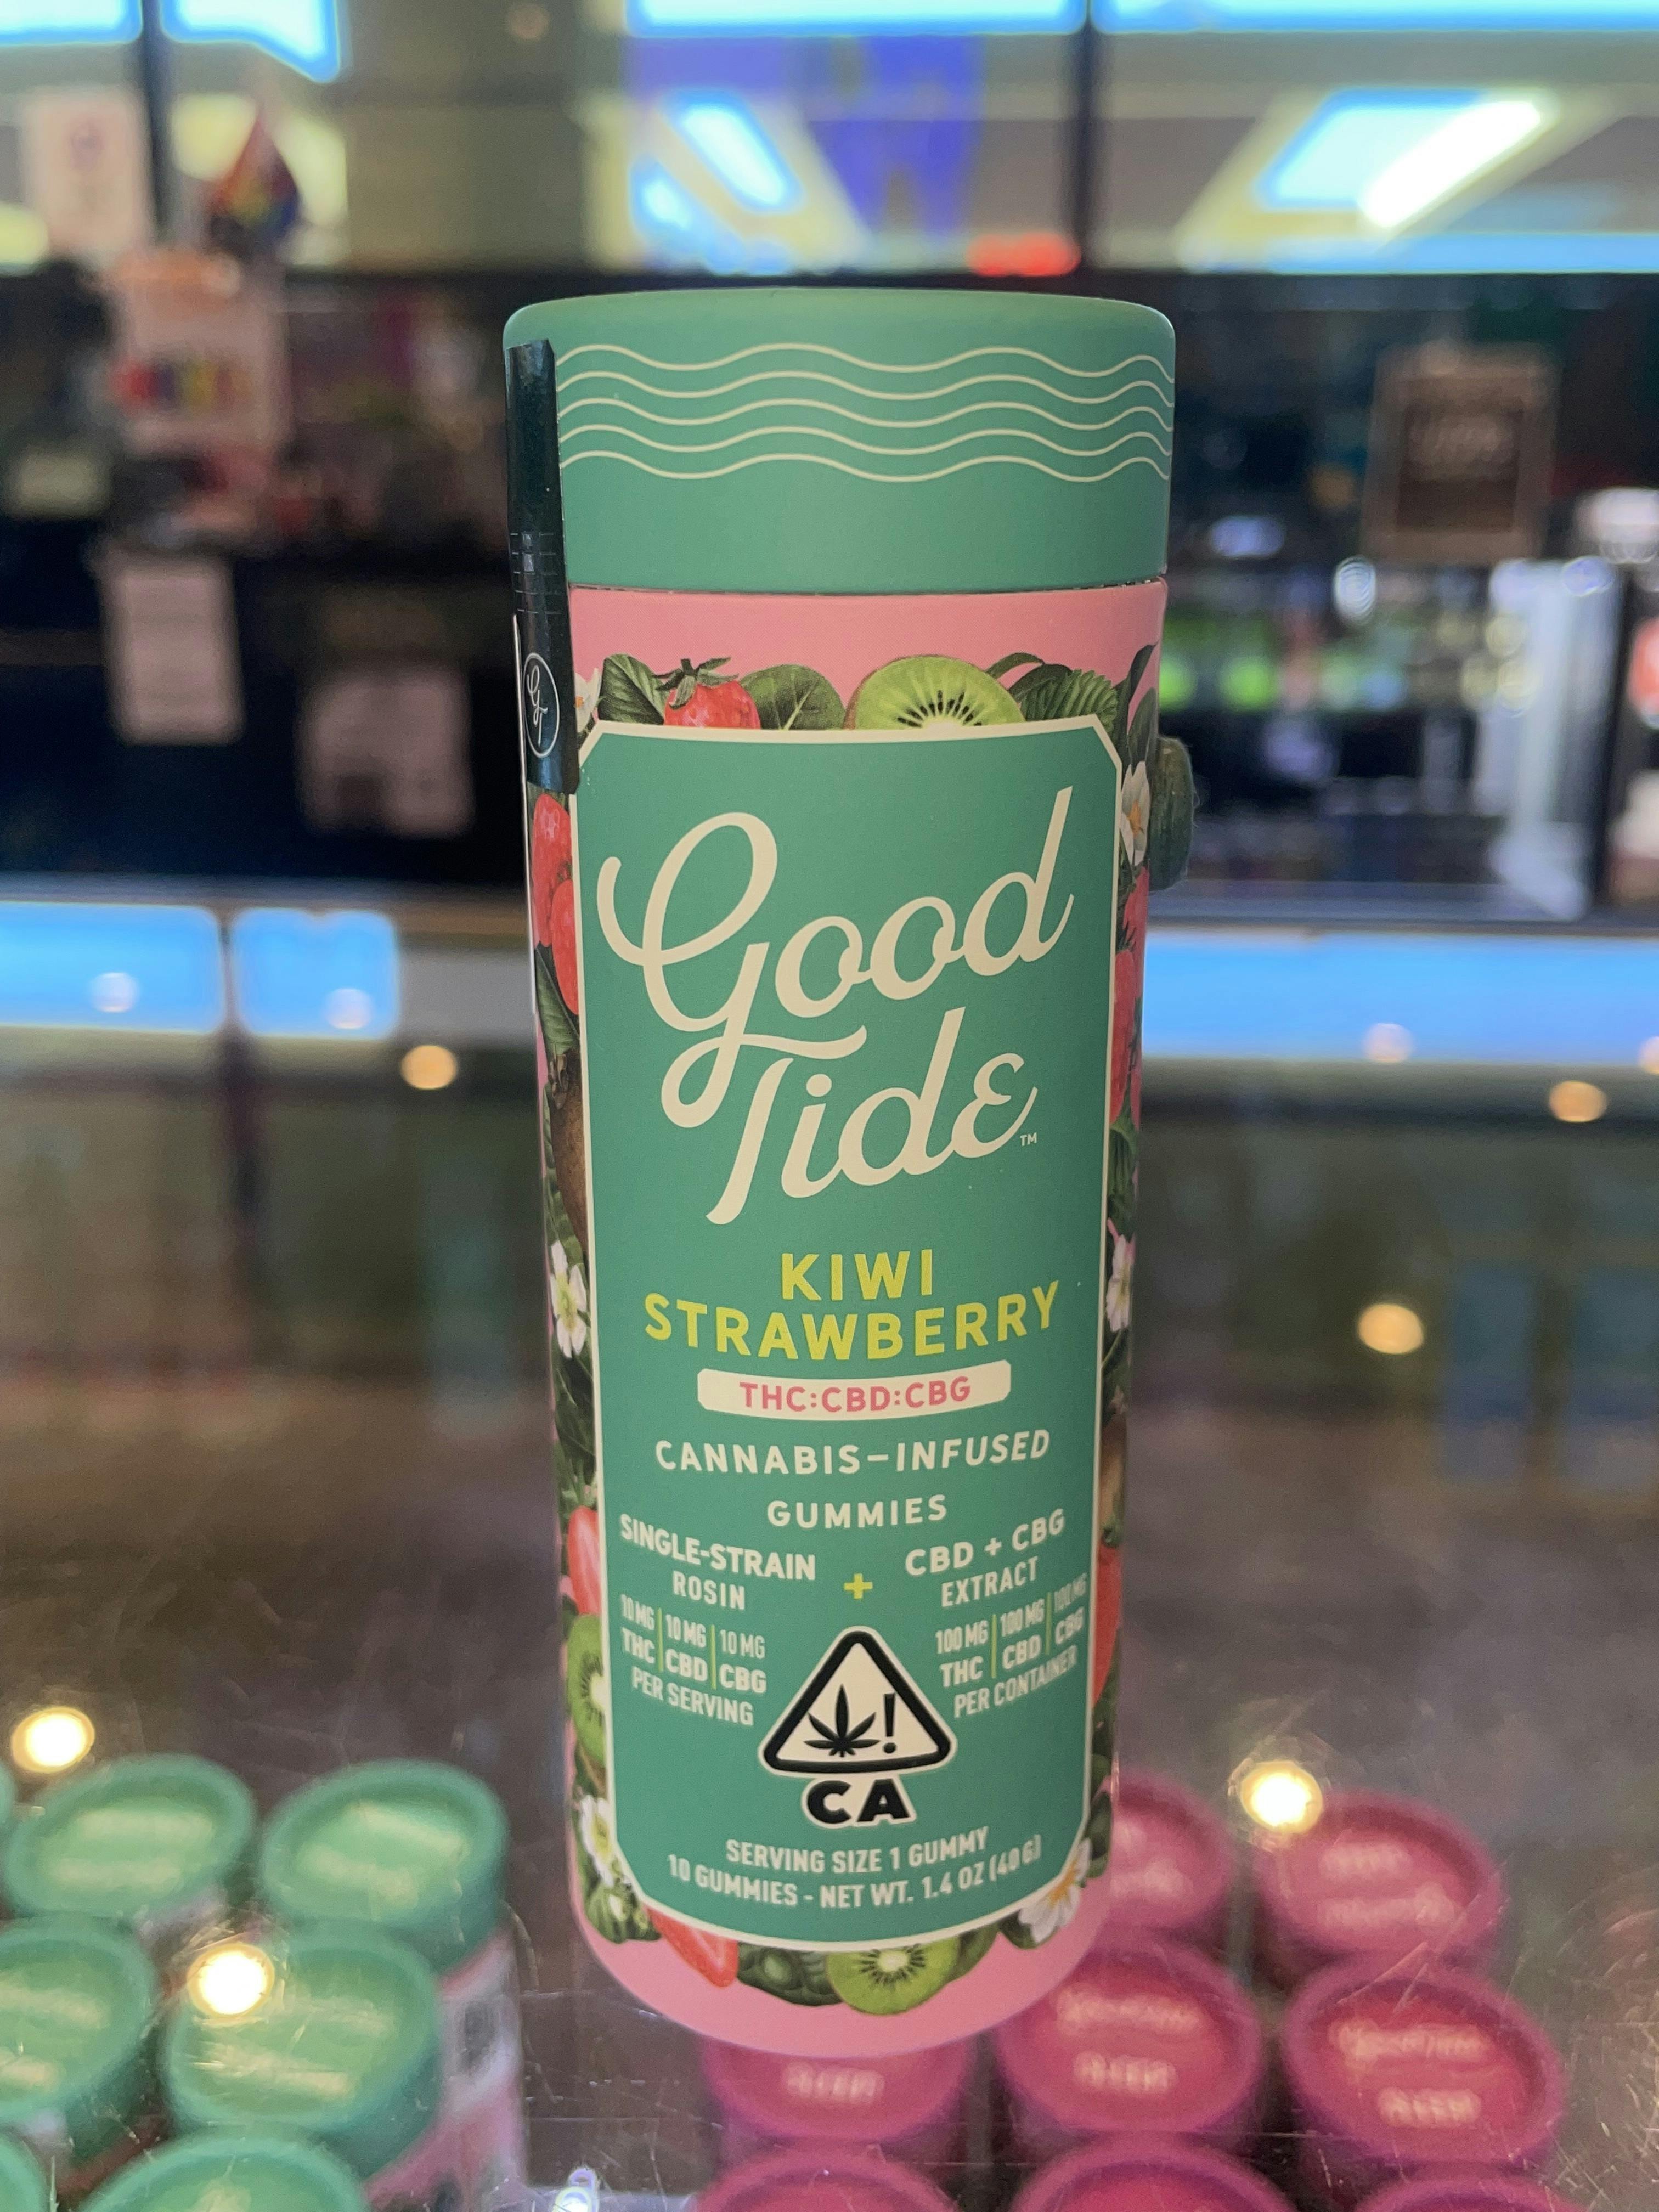 Good
Tide™
KIWI
STRAWBERRY
THC:CBD:CBG
CANNABIS-INFUSED
GUMMIES
SINGLE-STRAIN
ROSIN
+
CBD + CBG
EXTRACT
10 MG | 10 MG | 10 MG
THC | CBD | CBG
PER SERVING
100 MG | 100 MG | 100 MG
THC | CBD | CBG
PER CONTAINER
!
CA
SERVING SIZE 1 GUMMY
10 GUMMIES - NET WT. 1.4 OZ (40 G)